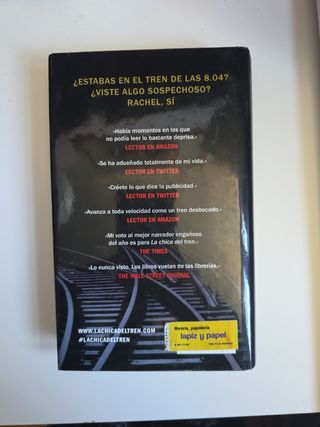 ¿ESTABAS EN EL TREN DE LAS 8.04?
¿VISTE ALGO SOSPECHOSO?
RACHEL, SÍ
«Había momentos en los que
no podía leer lo bastante deprisa.»
LECTOR EN AMAZON
«Se ha adueñado totalmente de mi vida.»
LECTOR EN TWITTER
«Créete lo que dice la publicidad.»
LECTOR EN TWITTER
«Avanza a toda velocidad como un tren desbocado.»
LECTOR EN AMAZON
«Mi voto al mejor narrador engañoso
del año es para La chica del tren.»
THE TIMES
«Lo nunca visto. Los libros vuelan de las librerías.»
THE WALL STREET JOURNAL
WWW.LACHICADELTREN.COM
#LACHICADELTREN
librería, papelería
lapiz y papel